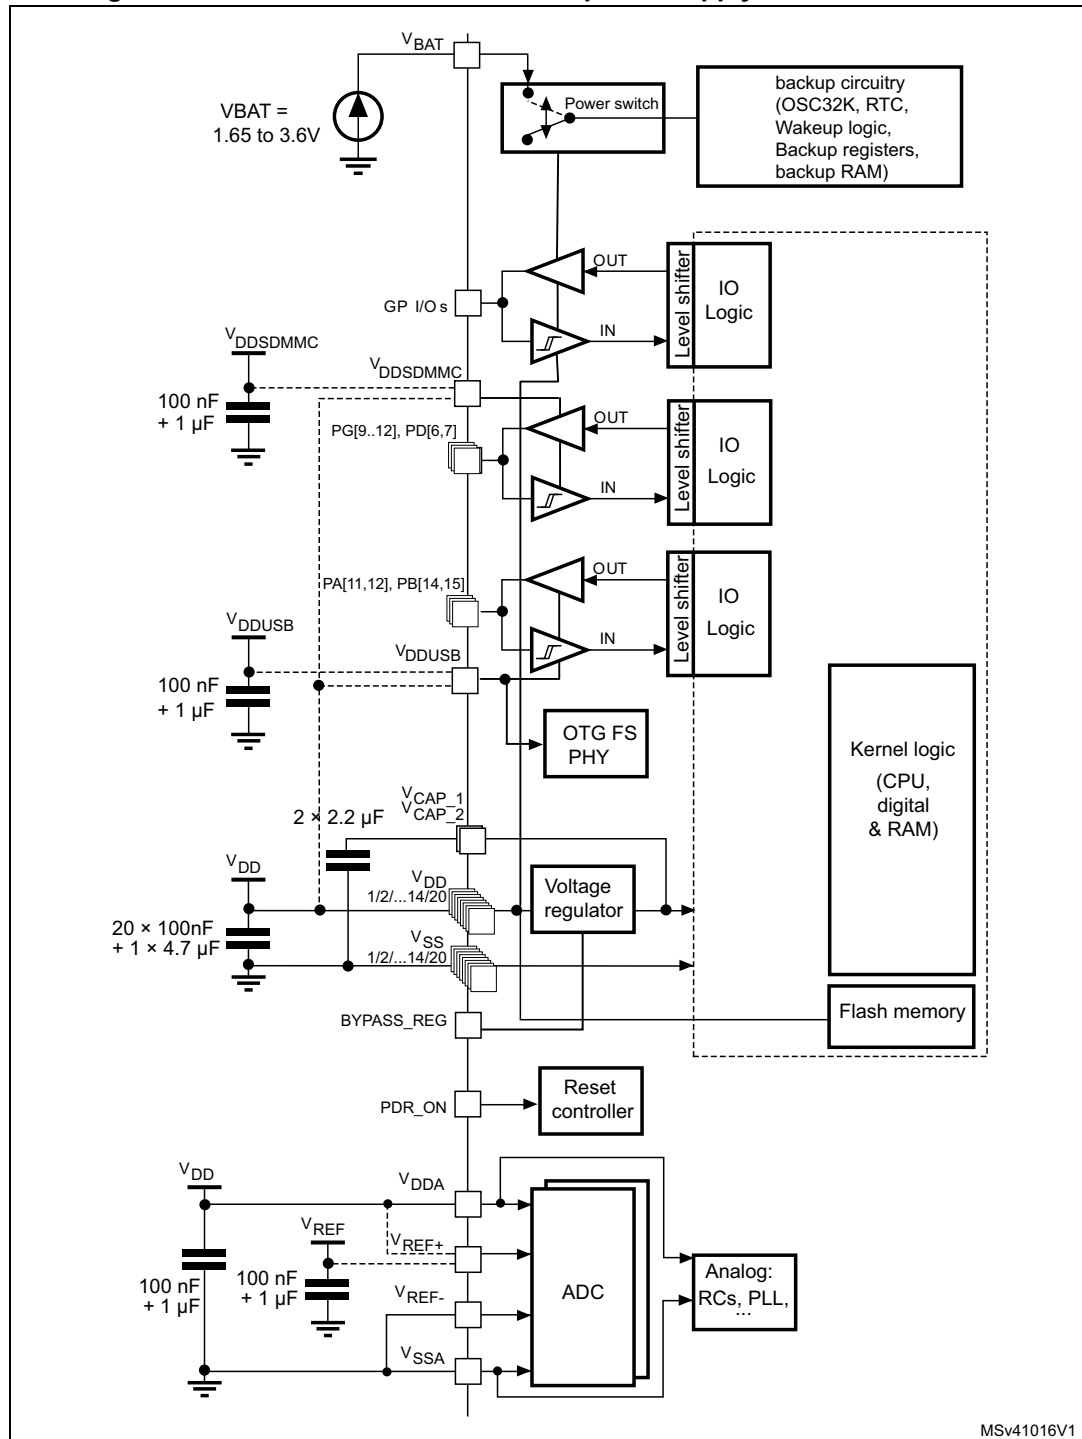 VBAT
VBAT =
1.65 to 3.6V
Power switch
backup circuitry
(OSC32K, RTC,
Wakeup logic,
Backup registers,
backup RAM)
OUT
GP I/Os
IN
Level shifter
IO
Logic
VDDSDMMC
VDDSDMMC
100 nF
+ 1 µF
PG[9..12], PD[6,7]
OUT
IN
Level shifter
IO
Logic
PA[11,12], PB[14,15]
OUT
IN
Level shifter
IO
Logic
VDDUSB
VDDUSB
100 nF
+ 1 µF
OTG FS
PHY
Kernel logic
(CPU,
digital
& RAM)
VCAP_1
VCAP_2
2 × 2.2 µF
VDD
VDD
1/2/...14/20
Voltage
regulator
20 × 100nF
+ 1 × 4.7 µF
VSS
1/2/...14/20
BYPASS_REG
Flash memory
PDR_ON
Reset
controller
VDD
VDDA
VREF
VREF+
100 nF
+ 1 µF
100 nF
+ 1 µF
VREF-
VSSA
ADC
Analog:
RCs, PLL,
...
MSv41016V1